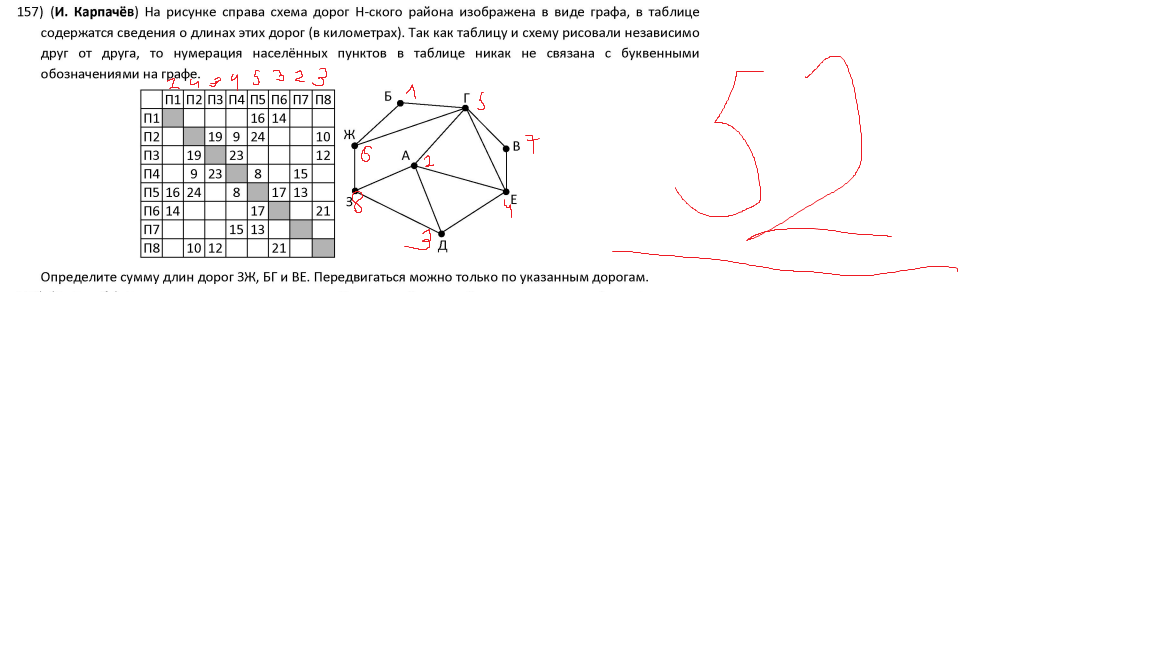 157) (И. Карпачёв) На рисунке справа схема дорог Н-ского района изображена в виде графа, в таблице
содержатся сведения о длинах этих дорог (в километрах). Так как таблицу и схему рисовали независимо
друг от друга, то нумерация населённых пунктов в таблице никак не связана с буквенными
обозначениями на графе.
2 4 3 4 5 3 2 3
П1 П2 П3 П4 П5 П6 П7 П8
П1 16 14
П2 19 9 24 10
П3 19 23 12
П4 9 23 8 15
П5 16 24 8 17 13
П6 14 17 21
П7 15 13
П8 10 12 21
Б 1
Г 5
Ж 6
В 7
А 2
З 8
Е 4
Д 3
52
Определите сумму длин дорог ЗЖ, БГ и ВЕ. Передвигаться можно только по указанным дорогам.